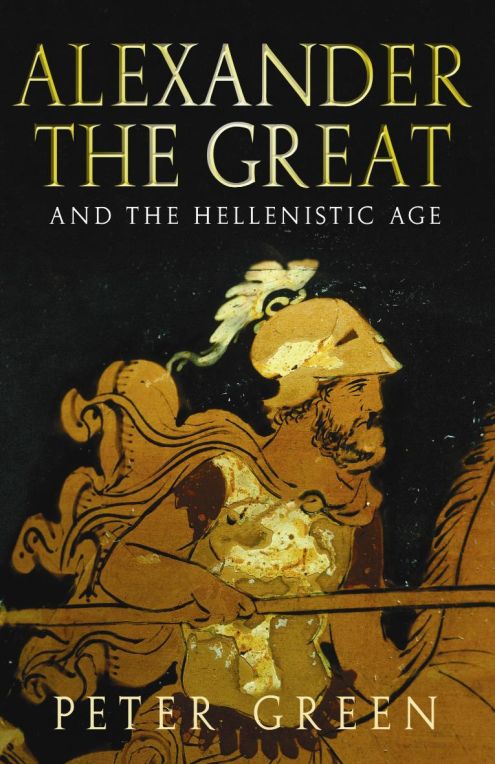 ALEXANDER
THE GREAT
AND THE HELLENISTIC AGE
PETER GREEN